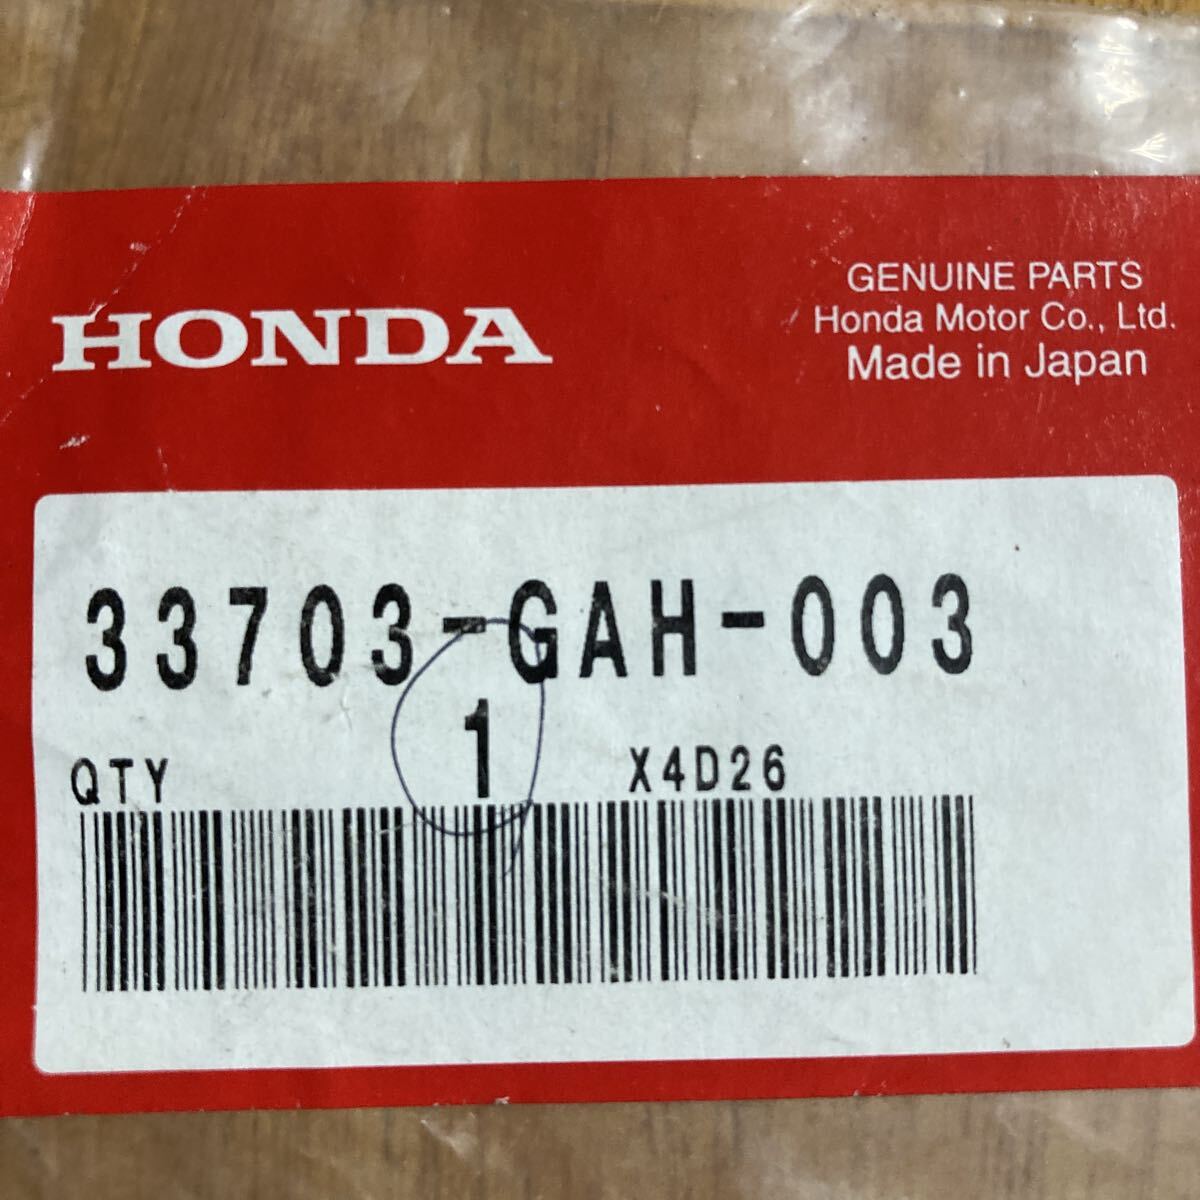 HONDA
GENUINE PARTS
Honda Motor Co., Ltd.
Made in Japan
33703-GAH-003
QTY 1 X4D26